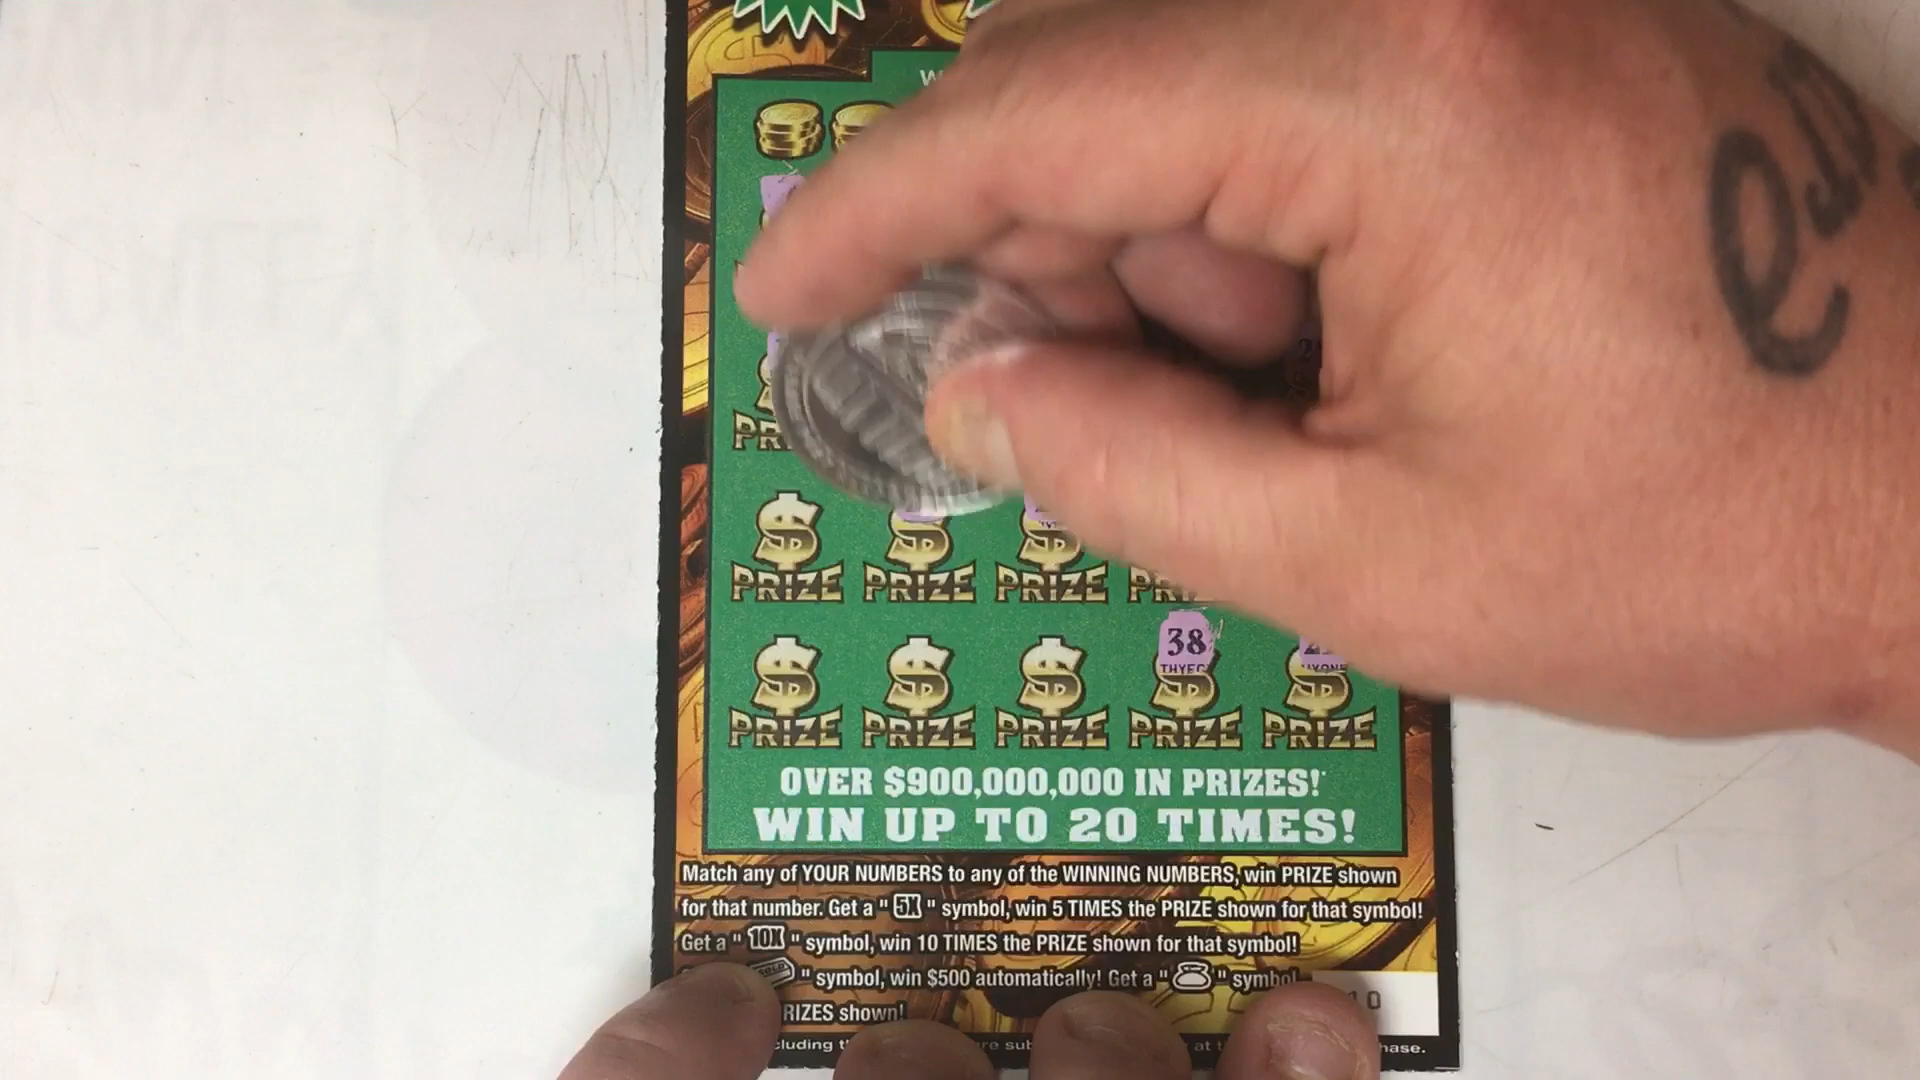 PRIZE PRIZE PRIZE
38
THYEG
PRIZE PRIZE PRIZE PRIZE PRIZE
OVER $900,000,000 IN PRIZES!*
WIN UP TO 20 TIMES!
Match any of YOUR NUMBERS to any of the WINNING NUMBERS, win PRIZE shown
for that number. Get a "5X" symbol, win 5 TIMES the PRIZE shown for that symbol!
Get a "10X" symbol, win 10 TIMES the PRIZE shown for that symbol!
" symbol, win $500 automatically! Get a " " symbol
RIZES shown!